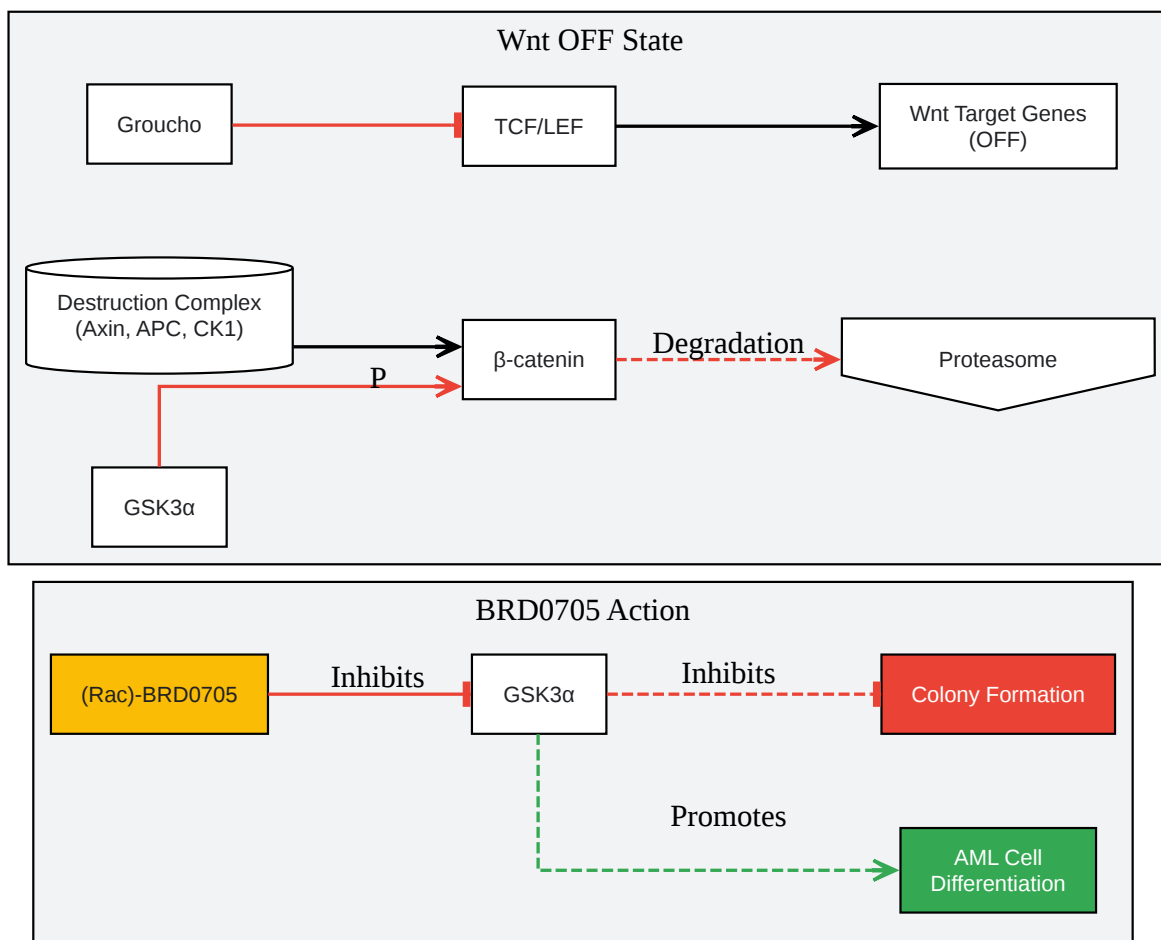 Wnt OFF State
Groucho
TCF/LEF
Wnt Target Genes
(OFF)
Destruction Complex
(Axin, APC, CK1)
P
β-catenin
Degradation
Proteasome
GSK3α
BRD0705 Action
(Rac)-BRD0705
Inhibits
GSK3α
Inhibits
Colony Formation
Promotes
AML Cell
Differentiation